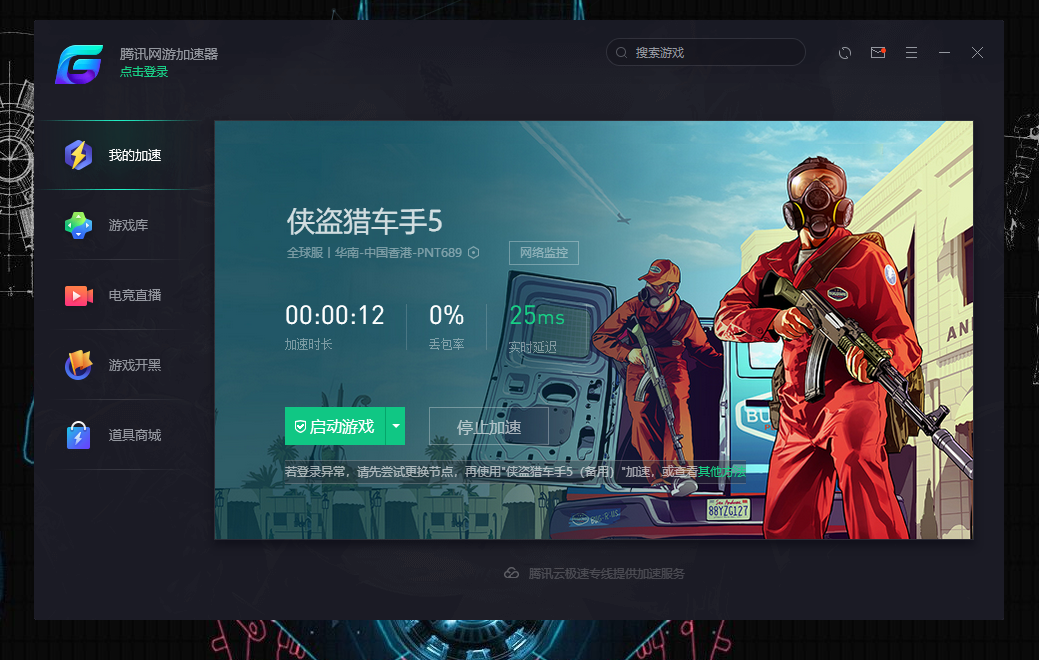 腾讯网游加速器
点击登录
搜索游戏
我的加速
游戏库
电竞直播
游戏开黑
道具商城
侠盗猎车手5
全球服丨华南-中国香港-PNT689
网络监控
00:00:12
加速时长
0%
丢包率
25ms
实时延迟
启动游戏
停止加速
若登录异常，请先尝试更换节点，再使用"侠盗猎车手5（备用）"加速，或查看其他方法
AN
BU
88YZG127
腾讯云极速专线提供加速服务